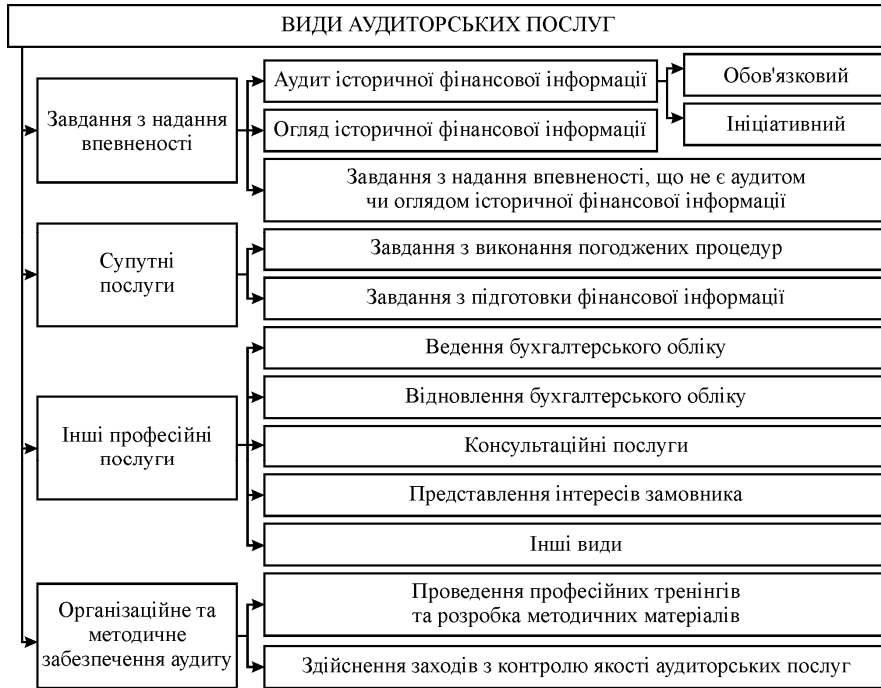 ВИДИ АУДИТОРСЬКИХ ПОСЛУГ
Завдання з надання
впевненості
Аудит історичної фінансової інформації
Обов'язковий
Ініціативний
Огляд історичної фінансової інформації
Завдання з надання впевненості, що не є аудитом
чи оглядом історичної фінансової інформації
Супутні
послуги
Завдання з виконання погоджених процедур
Завдання з підготовки фінансової інформації
Інші професійні
послуги
Ведення бухгалтерського обліку
Відновлення бухгалтерського обліку
Консультаційні послуги
Представлення інтересів замовника
Інші види
Організаційне та
методичне
забезпечення аудиту
Проведення професійних тренінгів
та розробка методичних матеріалів
Здійснення заходів з контролю якості аудиторських послуг